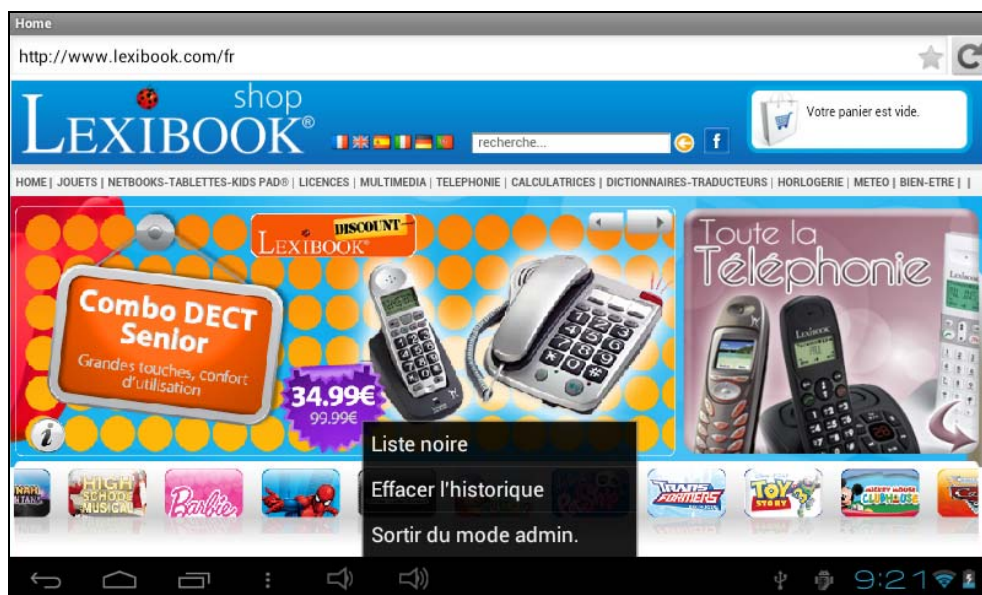 Home
http://www.lexibook.com/fr
shop
LEXIBOOK®
recherche...
f
Votre panier est vide.
HOME | JOUETS | NETBOOKS-TABLETTES-KIDS PAD® | LICENCES | MULTIMEDIA | TELEPHONIE | CALCULATRICES | DICTIONNAIRES-TRADUCTEURS | HORLOGERIE | METEO | BIEN-ETRE | |
DISCOUNT
LEXIBOOK®
Combo DECT
Senior
Grandes touches, confort
d'utilisation
34.99€
99.99€
i
Toute la
Téléphonie
Liste noire
Effacer l'historique
Sortir du mode admin.
HIGH
SCHOOL
MUSICAL
Barbie
TRANSFORMERS
TOY
STORY
MICKEY MOUSE
CLUBHOUSE
9:21